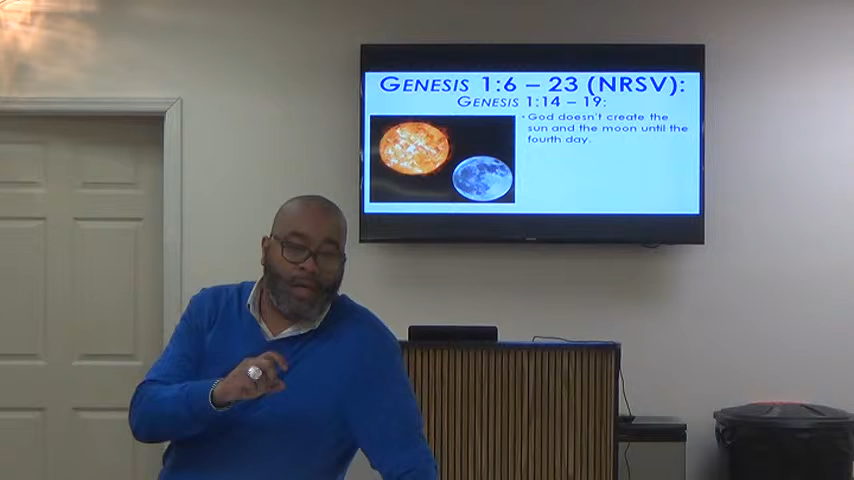 GENESIS 1:6 – 23 (NRSV):
GENESIS 1:14 – 19:
• God doesn't create the
sun and the moon until the
fourth day.